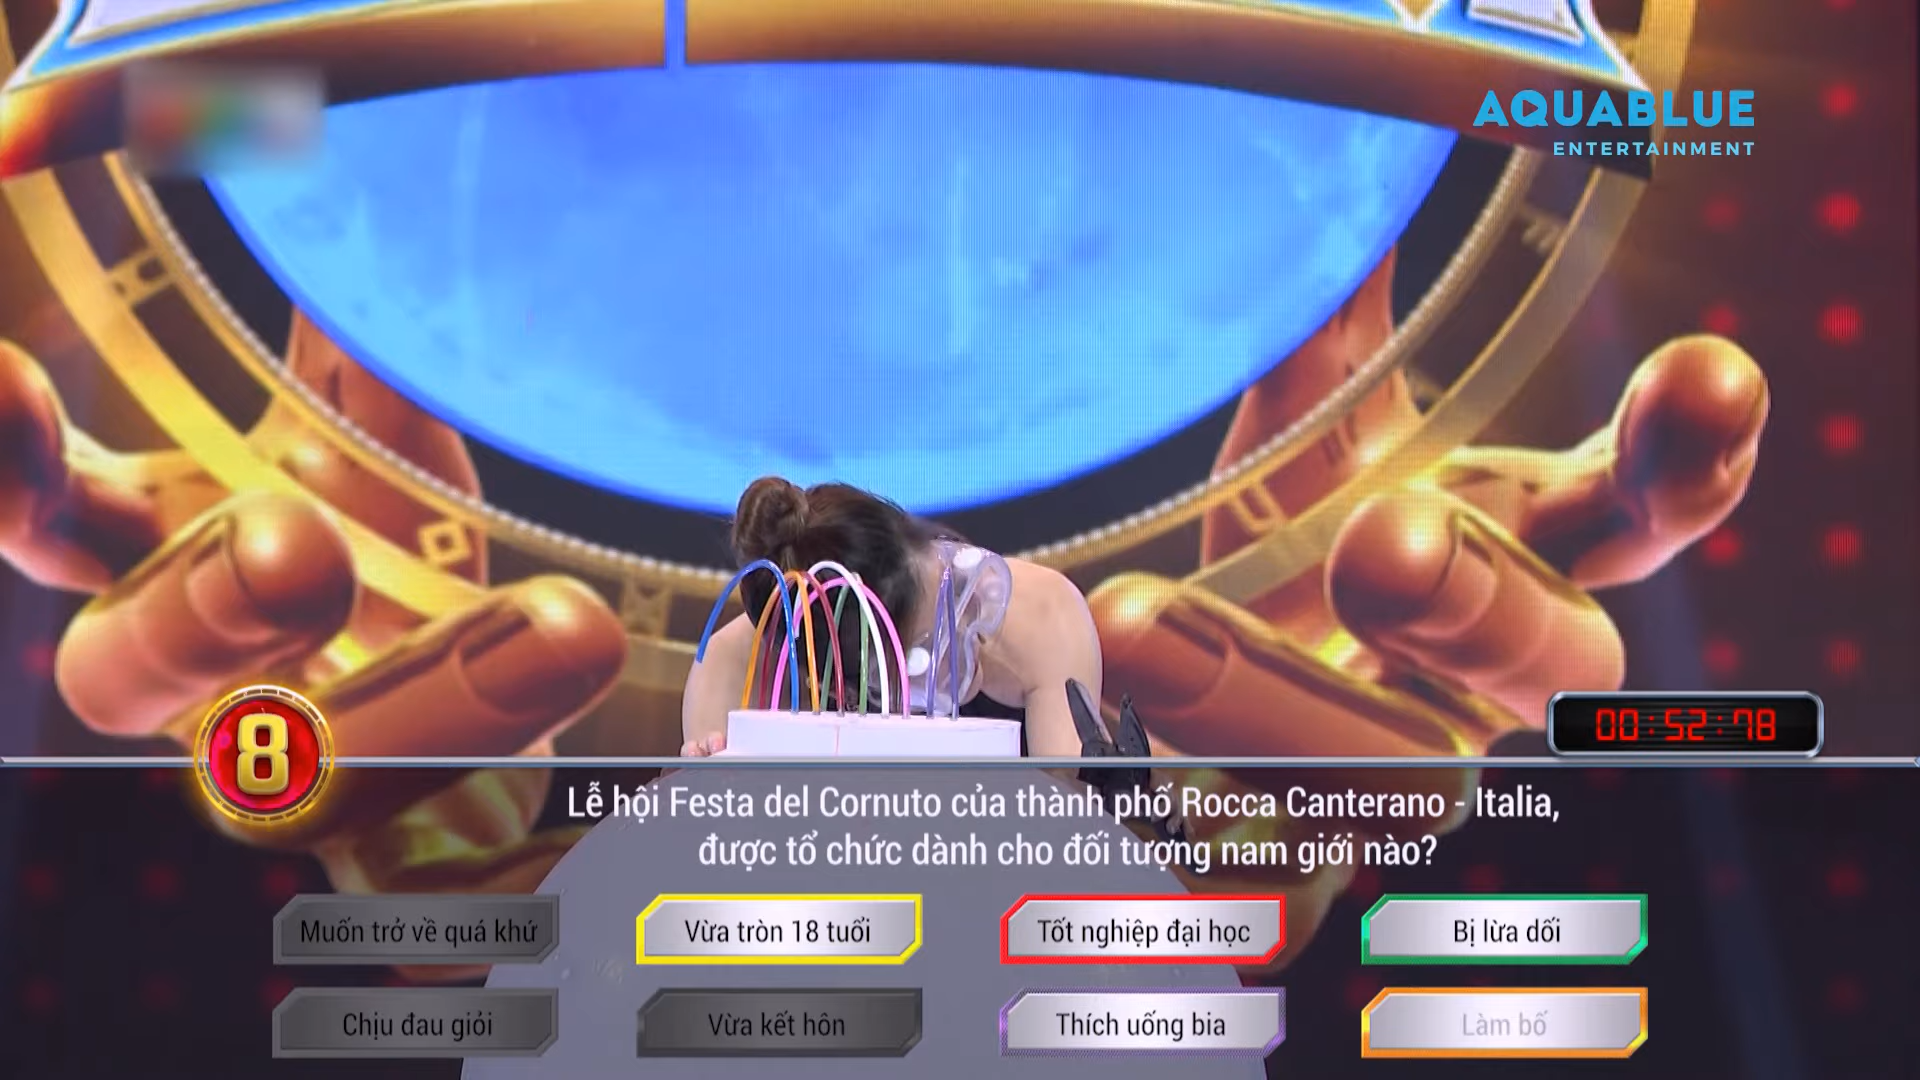 AQUABLUE
ENTERTAINMENT
8
00:52:78
Lễ hội Festa del Cornuto của thành phố Rocca Canterano - Italia,
được tổ chức dành cho đối tượng nam giới nào?
Muốn trở về quá khứ
Vừa tròn 18 tuổi
Tốt nghiệp đại học
Bị lừa dối
Chịu đau giỏi
Vừa kết hôn
Thích uống bia
Làm bố